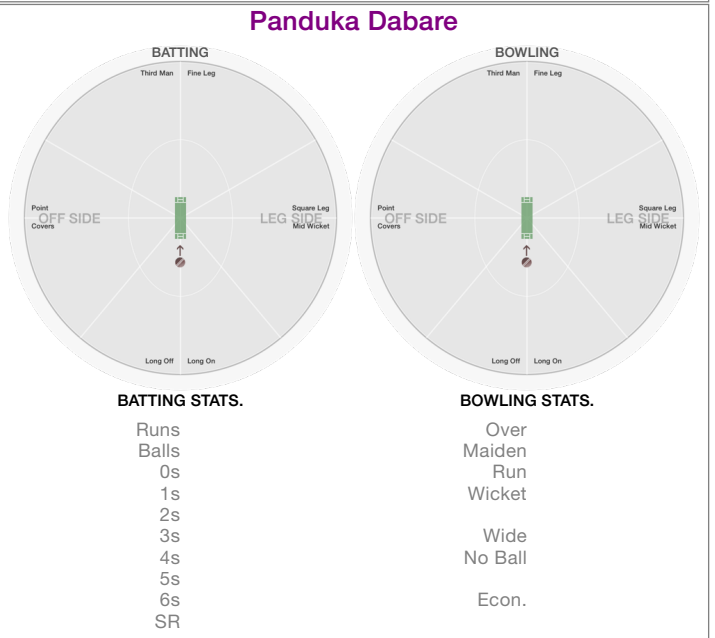 Panduka Dabare
BATTING
Third Man
Fine Leg
Point
OFF SIDE
Covers
Square Leg
LEG SIDE
Mid Wicket
Long Off
Long On
BOWLING
Third Man
Fine Leg
Point
OFF SIDE
Covers
Square Leg
LEG SIDE
Mid Wicket
Long Off
Long On
BATTING STATS.
Runs
Balls
0s
1s
2s
3s
4s
5s
6s
SR
BOWLING STATS.
Over
Maiden
Run
Wicket
Wide
No Ball
Econ.